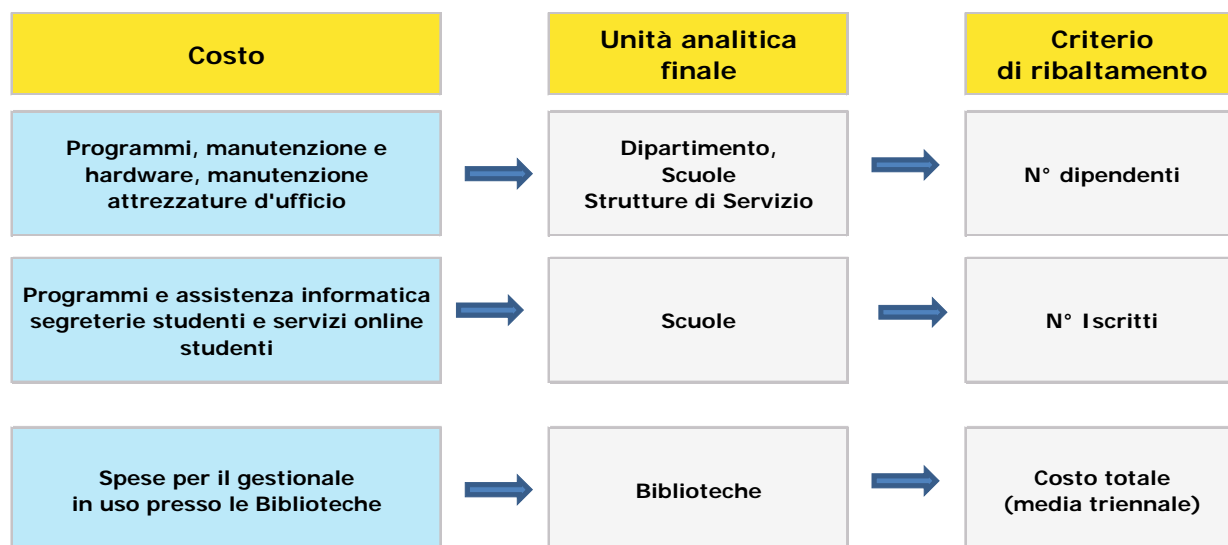 Costo
Unità analitica
finale
Criterio
di ribaltamento
Programmi, manutenzione e
hardware, manutenzione
attrezzature d'ufficio
Dipartimento,
Scuole
Strutture di Servizio
N° dipendenti
Programmi e assistenza informatica
segreterie studenti e servizi online
studenti
Scuole
N° Iscritti
Spese per il gestionale
in uso presso le Biblioteche
Biblioteche
Costo totale
(media triennale)